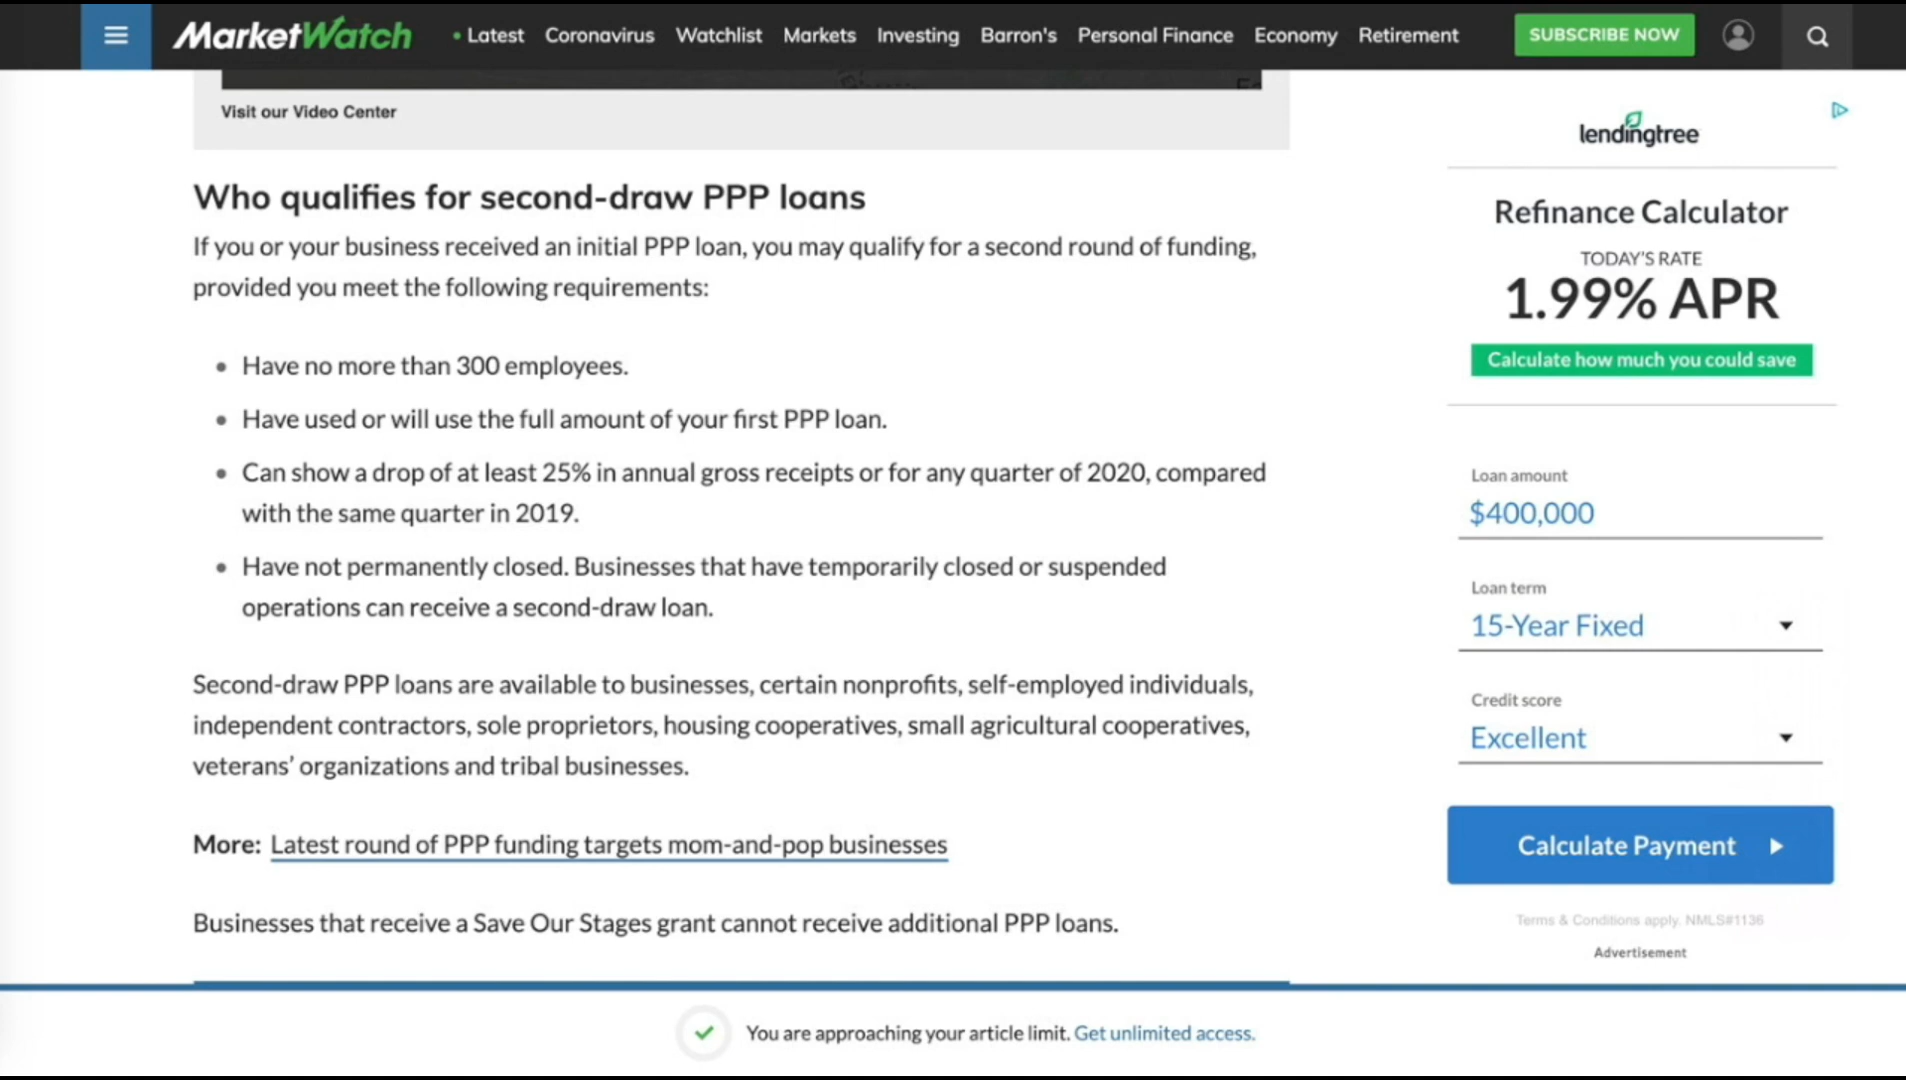 MarketWatch
• Latest Coronavirus Watchlist Markets Investing Barron's Personal Finance Economy Retirement
SUBSCRIBE NOW
Visit our Video Center
Who qualifies for second-draw PPP loans
If you or your business received an initial PPP loan, you may qualify for a second round of funding,
provided you meet the following requirements:
• Have no more than 300 employees.
• Have used or will use the full amount of your first PPP loan.
• Can show a drop of at least 25% in annual gross receipts or for any quarter of 2020, compared
with the same quarter in 2019.
• Have not permanently closed. Businesses that have temporarily closed or suspended
operations can receive a second-draw loan.
Second-draw PPP loans are available to businesses, certain nonprofits, self-employed individuals,
independent contractors, sole proprietors, housing cooperatives, small agricultural cooperatives,
veterans’ organizations and tribal businesses.
More: Latest round of PPP funding targets mom-and-pop businesses
Businesses that receive a Save Our Stages grant cannot receive additional PPP loans.
lendingtree
Refinance Calculator
TODAY'S RATE
1.99% APR
Calculate how much you could save
Loan amount
$400,000
Loan term
15-Year Fixed
Credit score
Excellent
Calculate Payment
Terms & Conditions apply. NMLS#1136
Advertisement
You are approaching your article limit. Get unlimited access.